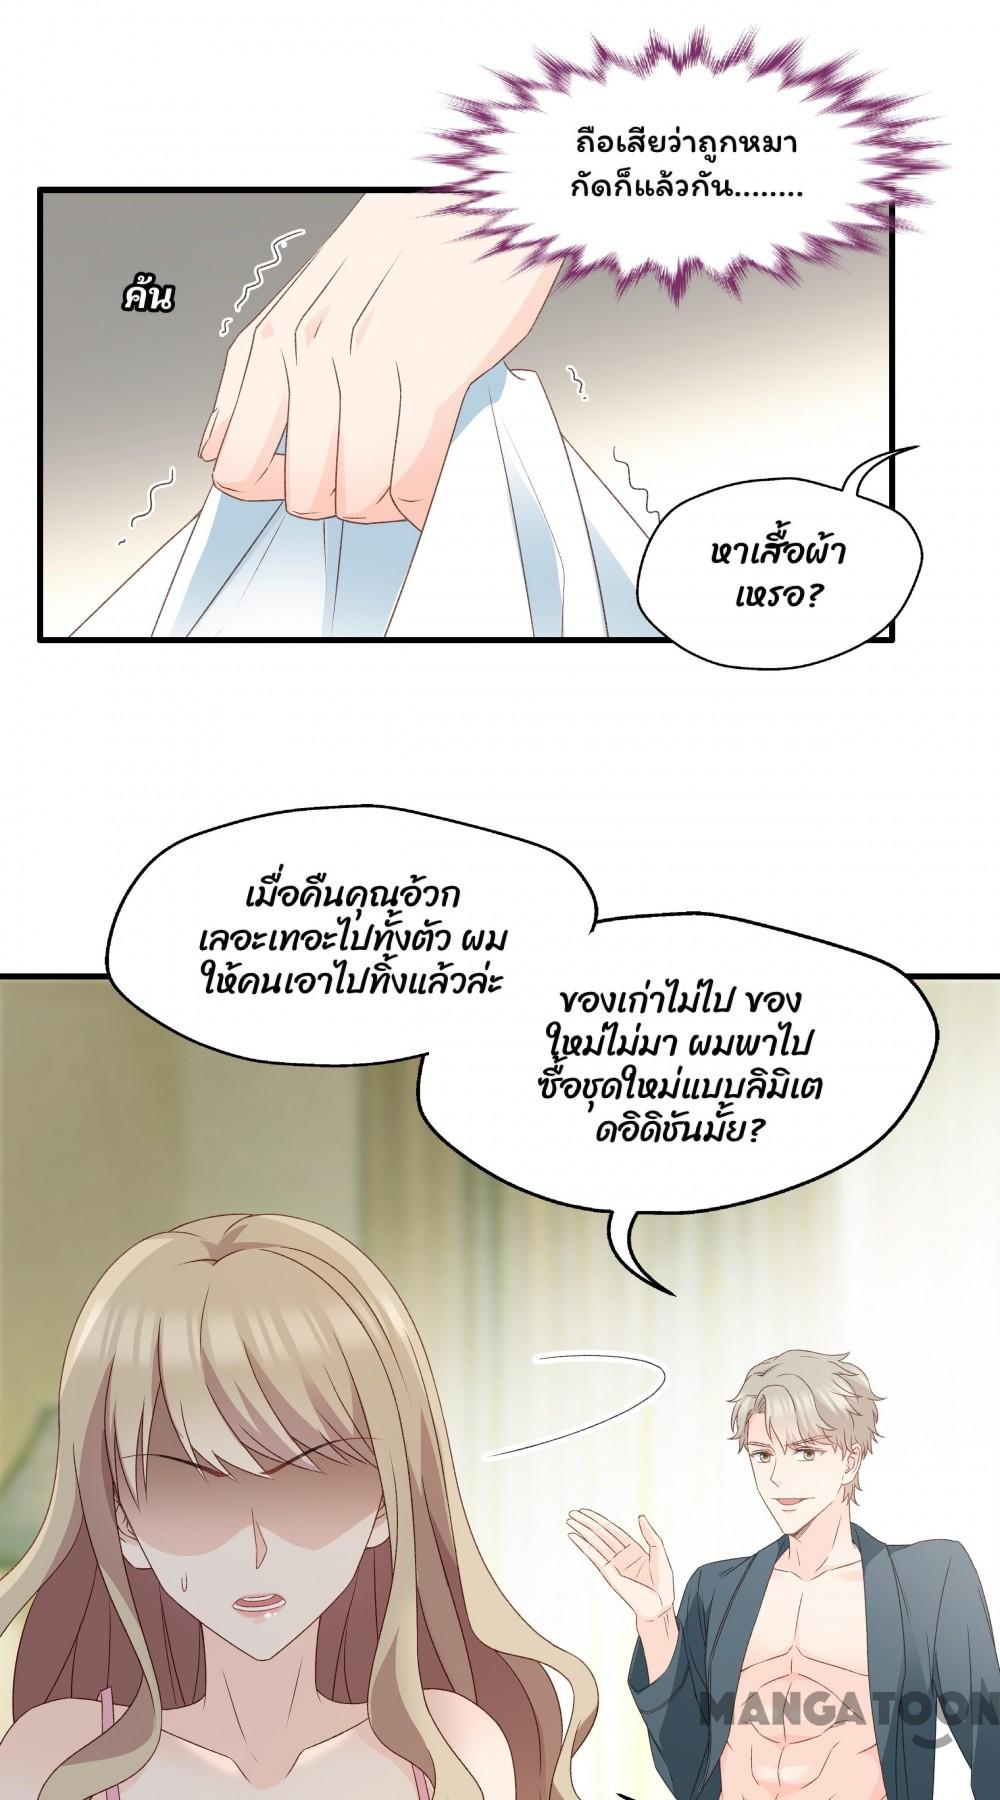 ถือเสียว่าถูกหมา
กัดก็แล้วกัน........
ค้น
หาเสื้อผ้า
เหรอ?
เมื่อคืนคุณอ้วก
เลอะเทอะไปทั้งตัว ผม
ให้คนเอาไปทิ้งแล้วล่ะ
ของเก่าไม่ไป ของ
ใหม่ไม่มา ผมพาไป
ซื้อชุดใหม่แบบลิมิเต
ดอิดิชันมั้ย?
MANGATOON